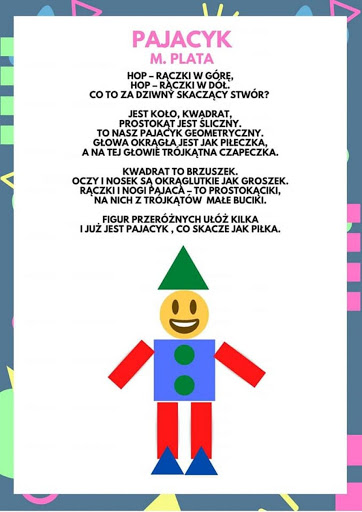 PAJACYK
M. PLATA
HOP – RĄCZKI W GÓRĘ,
HOP – RĄCZKI W DÓŁ.
CO TO ZA DZIWNY SKACZĄCY STWÓR?
JEST KOŁO, KWADRAT,
PROSTOKĄT JEST ŚLICZNY.
TO NASZ PAJACYK GEOMETRYCZNY.
GŁOWA OKRĄGŁA JEST JAK PIŁECZKA,
A NA TEJ GŁOWIE TRÓJKĄTNA CZAPECZKA.
KWADRAT TO BRZUSZEK.
OCZY I NOSEK SĄ OKRĄGLUTKIE JAK GROSZEK.
RĄCZKI I NOGI PAJACA – TO PROSTOKĄCIKI,
NA NICH Z TRÓJKĄTÓW MAŁE BUCIKI.
FIGUR PRZERÓŻNYCH UŁÓŻ KILKA
I JUŻ JEST PAJACYK , CO SKACZE JAK PIŁKA.